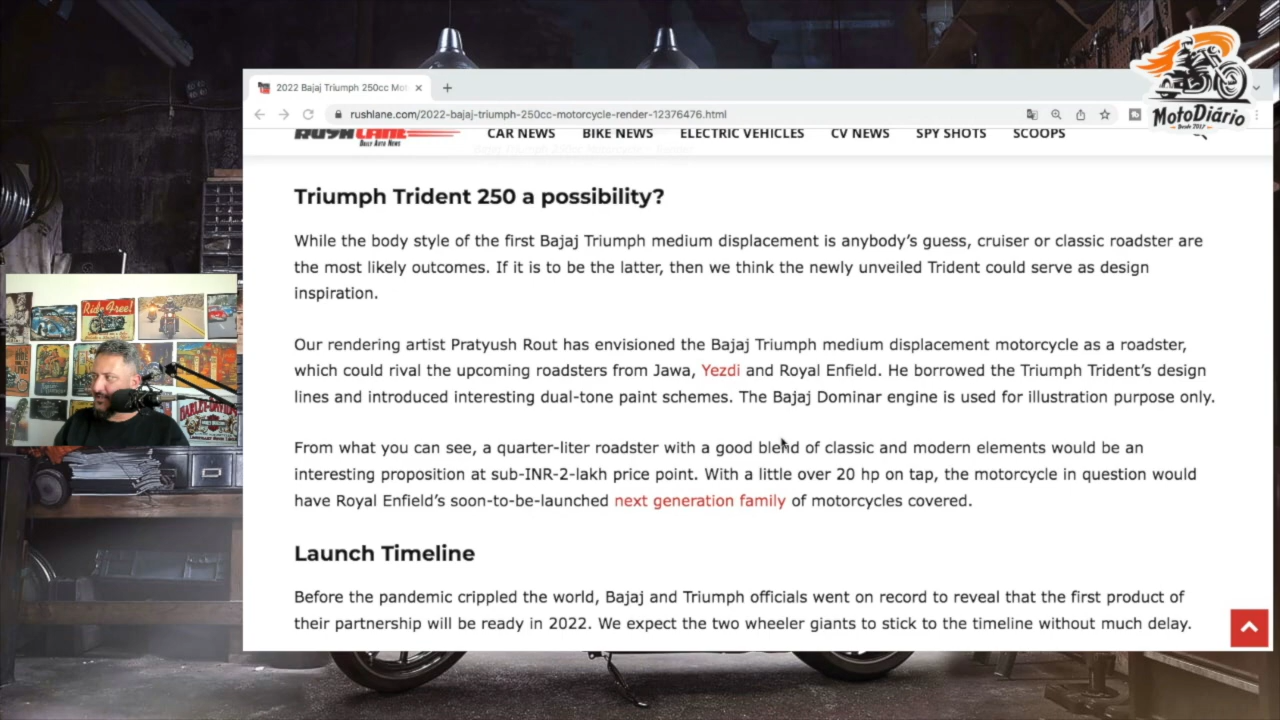 MotoDiário
Desde 2017
2022 Bajaj Triumph 250cc Mot
rushlane.com/2022-bajaj-triumph-250cc-motorcycle-render-12376476.html
RUSHLANE
DAILY AUTO NEWS
CAR NEWS BIKE NEWS ELECTRIC VEHICLES CV NEWS SPY SHOTS SCOOPS
Triumph Trident 250 a possibility?
While the body style of the first Bajaj Triumph medium displacement is anybody’s guess, cruiser or classic roadster are
the most likely outcomes. If it is to be the latter, then we think the newly unveiled Trident could serve as design
inspiration.
Our rendering artist Pratyush Rout has envisioned the Bajaj Triumph medium displacement motorcycle as a roadster,
which could rival the upcoming roadsters from Jawa, Yezdi and Royal Enfield. He borrowed the Triumph Trident’s design
lines and introduced interesting dual-tone paint schemes. The Bajaj Dominar engine is used for illustration purpose only.
From what you can see, a quarter-liter roadster with a good blend of classic and modern elements would be an
interesting proposition at sub-INR-2-lakh price point. With a little over 20 hp on tap, the motorcycle in question would
have Royal Enfield’s soon-to-be-launched next generation family of motorcycles covered.
Launch Timeline
Before the pandemic crippled the world, Bajaj and Triumph officials went on record to reveal that the first product of
their partnership will be ready in 2022. We expect the two wheeler giants to stick to the timeline without much delay.
Ride Free!
HARLEY-DAVIDSON